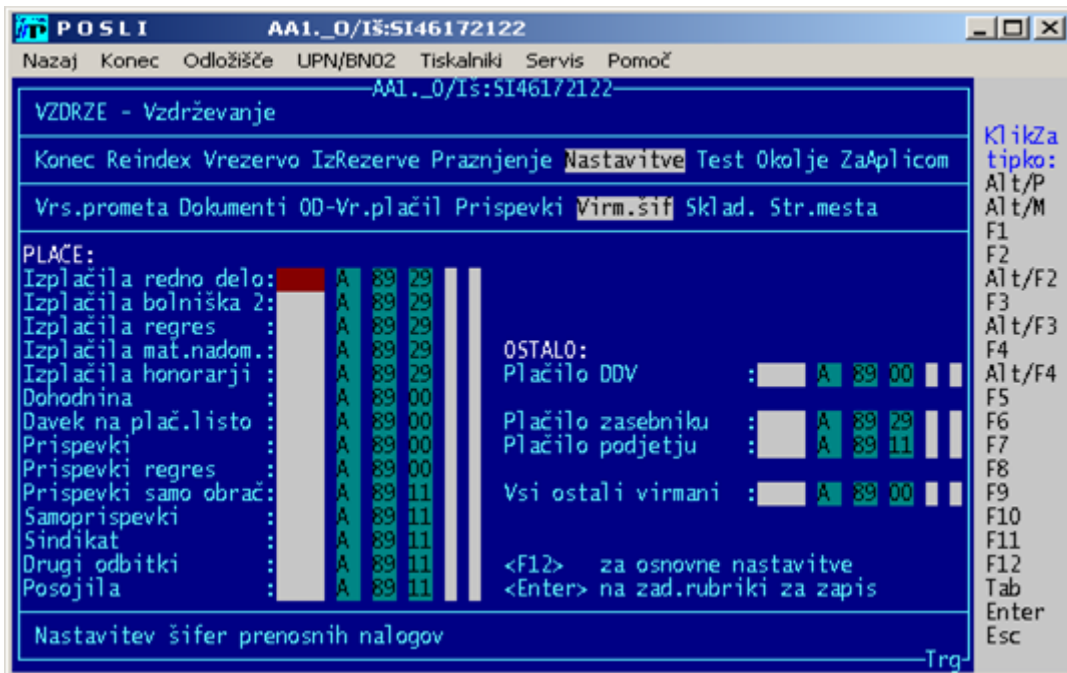 POSLI AA1._O/Iš:SI46172122
Nazaj Konec Odložišče UPN/BN02 Tiskalniki Servis Pomoč
AA1._O/Iš:SI46172122
VZDRZE - Vzdrževanje
Konec Reindex Vrezervo IzRezerve Praznjenje Nastavitve Test Okolje ZaAplicom
Vrs.prometa Dokumenti OD-Vr.plačil Prispevki Virm.šif Sklad. Str.mesta
PLAČE:
Izplačila redno delo: A 89 29
Izplačila bolniška 2: A 89 29
Izplačila regres : A 89 29
Izplačila mat.nadom.: A 89 29
Izplačila honorarji : A 89 29
Dohodnina : A 89 00
Davek na plač.listo : A 89 00
Prispevki : A 89 00
Prispevki regres : A 89 00
Prispevki samo obrač: A 89 11
Samoprispevki : A 89 11
Sindikat : A 89 11
Drugi odbitki : A 89 11
Posojila : A 89 11
OSTALO:
Plačilo DDV : A 89 00
Plačilo zasebniku : A 89 29
Plačilo podjetju : A 89 11
Vsi ostali virmani : A 89 00
<F12> za osnovne nastavitve
<Enter> na zad.rubriki za zapis
Nastavitev šifer prenosnih nalogov
Trg
KlikZa
tipko:
Alt/P
Alt/M
F1
F2
Alt/F2
F3
Alt/F3
F4
Alt/F4
F5
F6
F7
F8
F9
F10
F11
F12
Tab
Enter
Esc